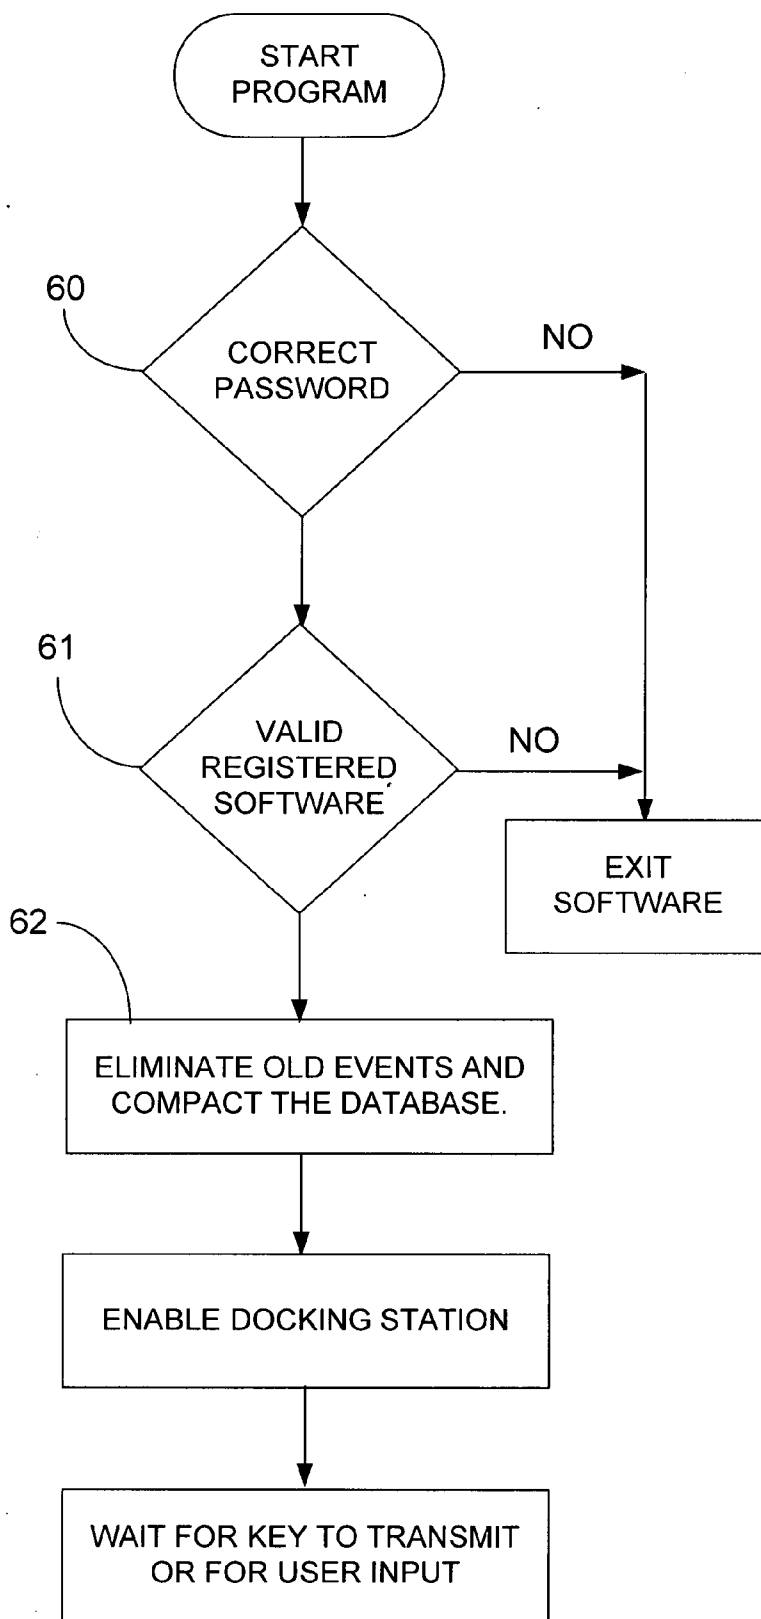 START
PROGRAM
60
CORRECT
PASSWORD
NO
61
VALID
REGISTERED
SOFTWARE
NO
EXIT
SOFTWARE
62
ELIMINATE OLD EVENTS AND
COMPACT THE DATABASE.
ENABLE DOCKING STATION
WAIT FOR KEY TO TRANSMIT
OR FOR USER INPUT